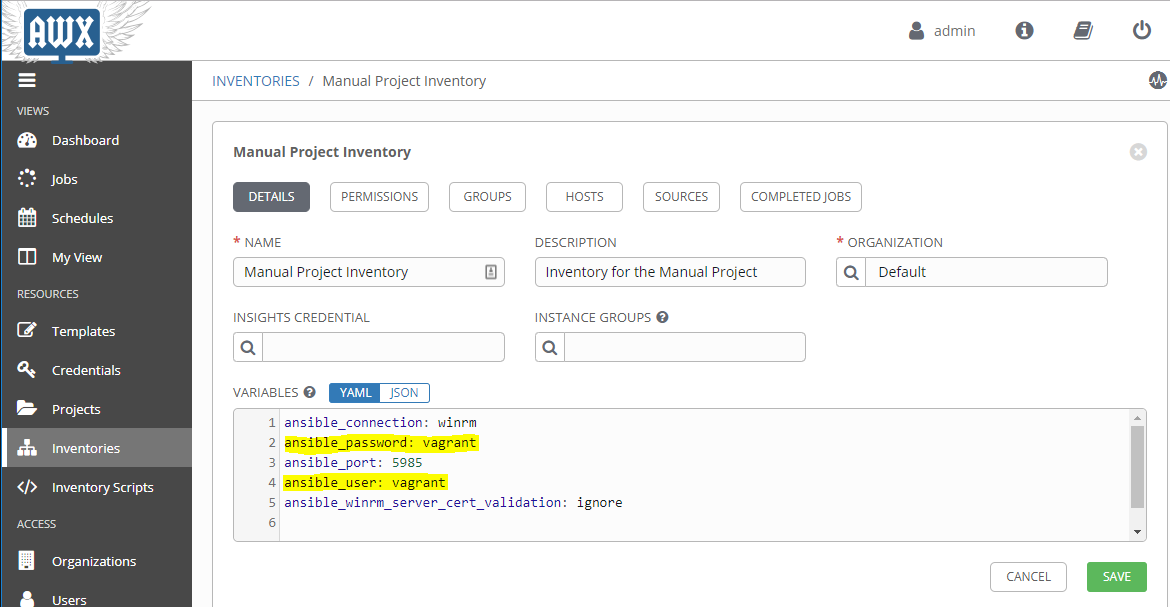 AWX
admin
INVENTORIES / Manual Project Inventory
VIEWS
Dashboard
Jobs
Schedules
My View
RESOURCES
Templates
Credentials
Projects
Inventories
Inventory Scripts
ACCESS
Organizations
Users
Manual Project Inventory
DETAILS PERMISSIONS GROUPS HOSTS SOURCES COMPLETED JOBS
* NAME DESCRIPTION * ORGANIZATION
Manual Project Inventory Inventory for the Manual Project Default
INSIGHTS CREDENTIAL INSTANCE GROUPS ?
VARIABLES ? YAML JSON
1 ansible_connection: winrm
2 ansible_password: vagrant
3 ansible_port: 5985
4 ansible_user: vagrant
5 ansible_winrm_server_cert_validation: ignore
6
CANCEL SAVE